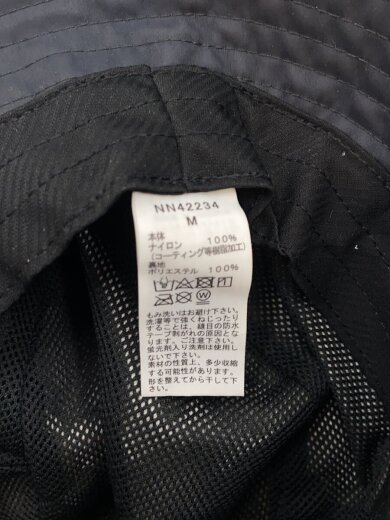 NN42234
M
本体
ナイロン 100%
(コーティング等樹脂加工)
裏地
ポリエステル 100%
もみ洗いはお避け下さい。
洗濯等で強くねじったり
することは、縫目の防水
テープ剥がれの原因とな
ります。ご注意下さい。
蛍光剤入り洗剤は使用し
ないで下さい。
素材の性質上、多少収縮
する可能性があります。
形を整えてから干して下
さい。